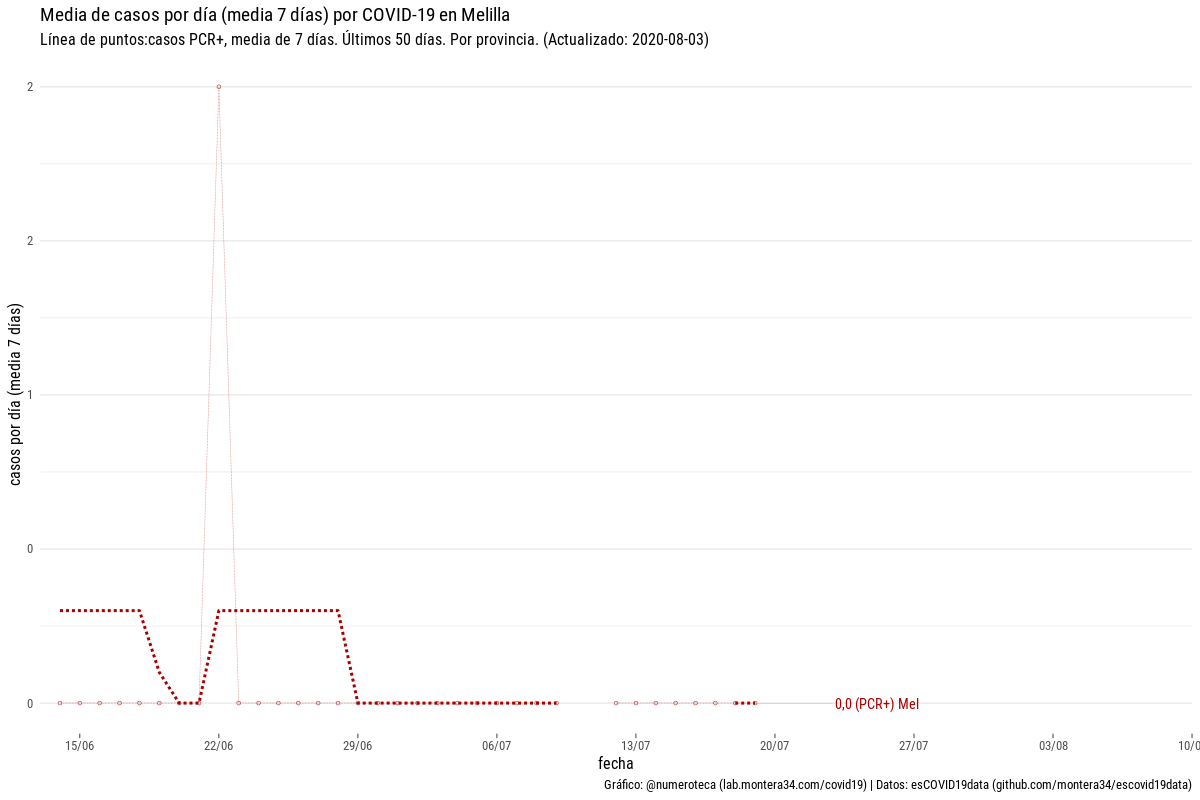 Media de casos por día (media 7 días) por COVID-19 en Melilla
Línea de puntos:casos PCR+, media de 7 días. Últimos 50 días. Por provincia. (Actualizado: 2020-08-03)
casos por día (media 7 días)
2
2
1
0
0
0,0 (PCR+) Mel
15/06
22/06
29/06
06/07
13/07
20/07
27/07
03/08
10/0
fecha
Gráfico: @numeroteca (lab.montera34.com/covid19) | Datos: esCOVID19data (github.com/montera34/escovid19data)